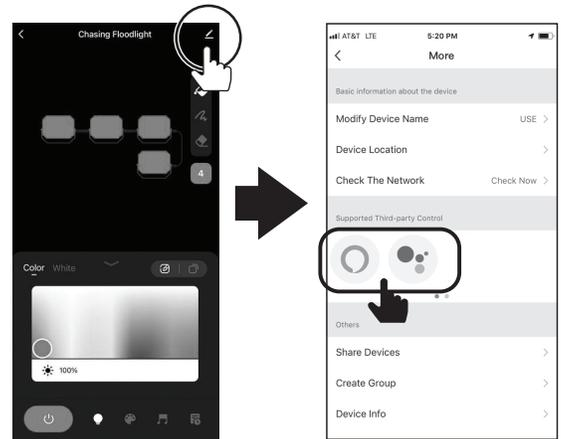 Chasing Floodlight
4
Color White
100%
AT&T LTE 5:20 PM
More
Basic information about the device
Modify Device Name USE
Device Location
Check The Network Check Now
Supported Third-party Control
Others
Share Devices
Create Group
Device Info